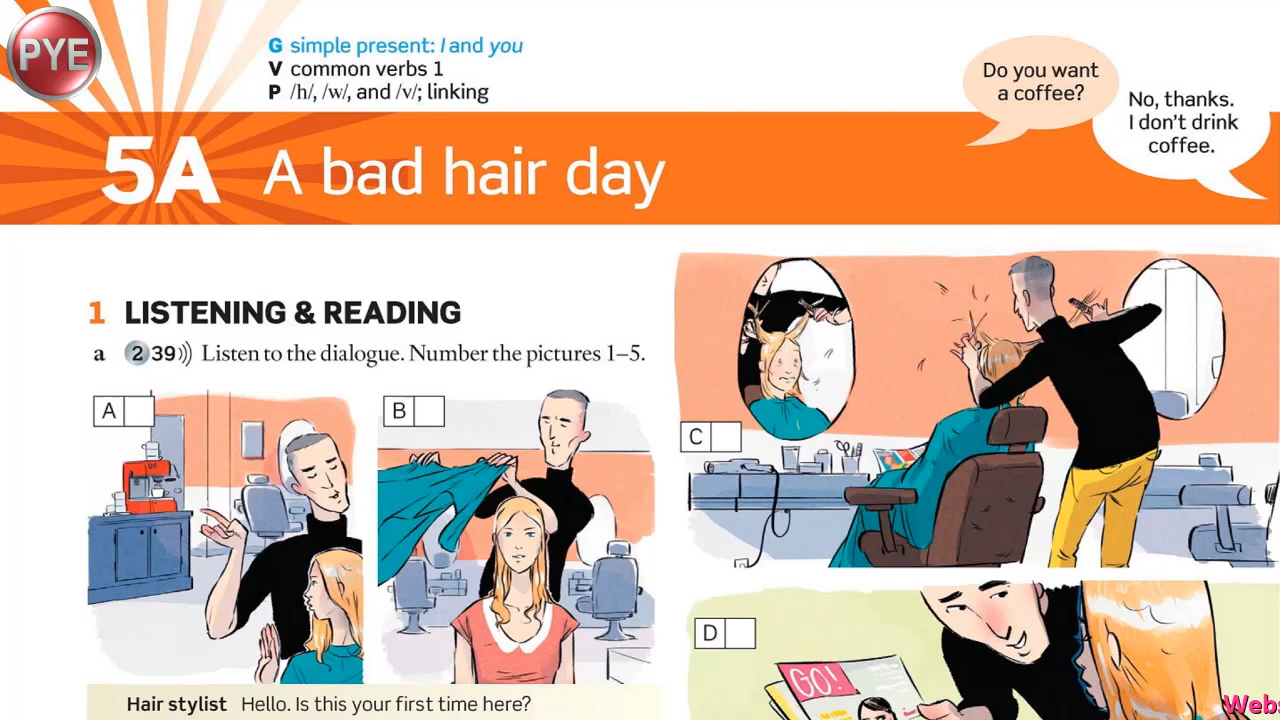 PYE
G simple present: I and you
V common verbs 1
P /h/, /w/, and /v/; linking
Do you want
a coffee?
No, thanks.
I don't drink
coffee.
5A A bad hair day
1 LISTENING & READING
a 2 39 Listen to the dialogue. Number the pictures 1–5.
A
B
C
D
GO!
Hair stylist Hello. Is this your first time here?
Webs